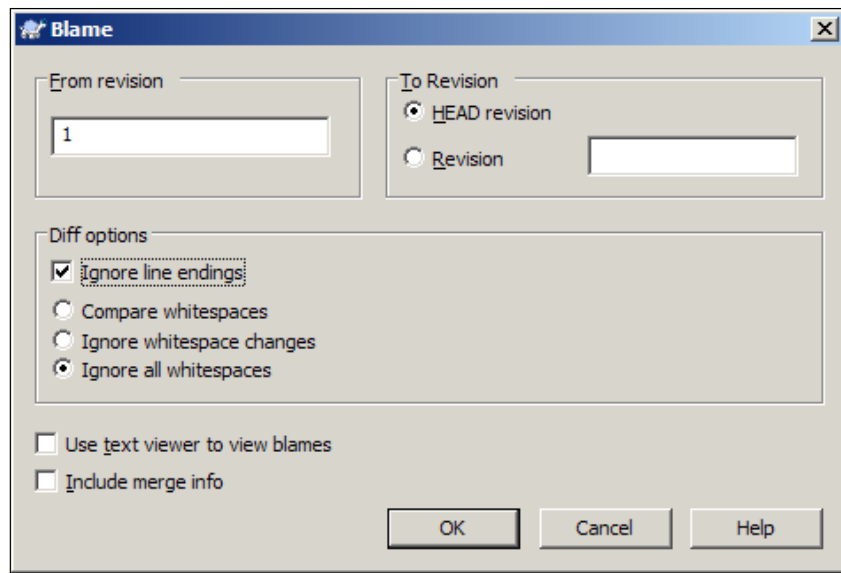 Blame
From revision
1
To Revision
HEAD revision
Revision
Diff options
Ignore line endings
Compare whitespaces
Ignore whitespace changes
Ignore all whitespaces
Use text viewer to view blames
Include merge info
OK Cancel Help